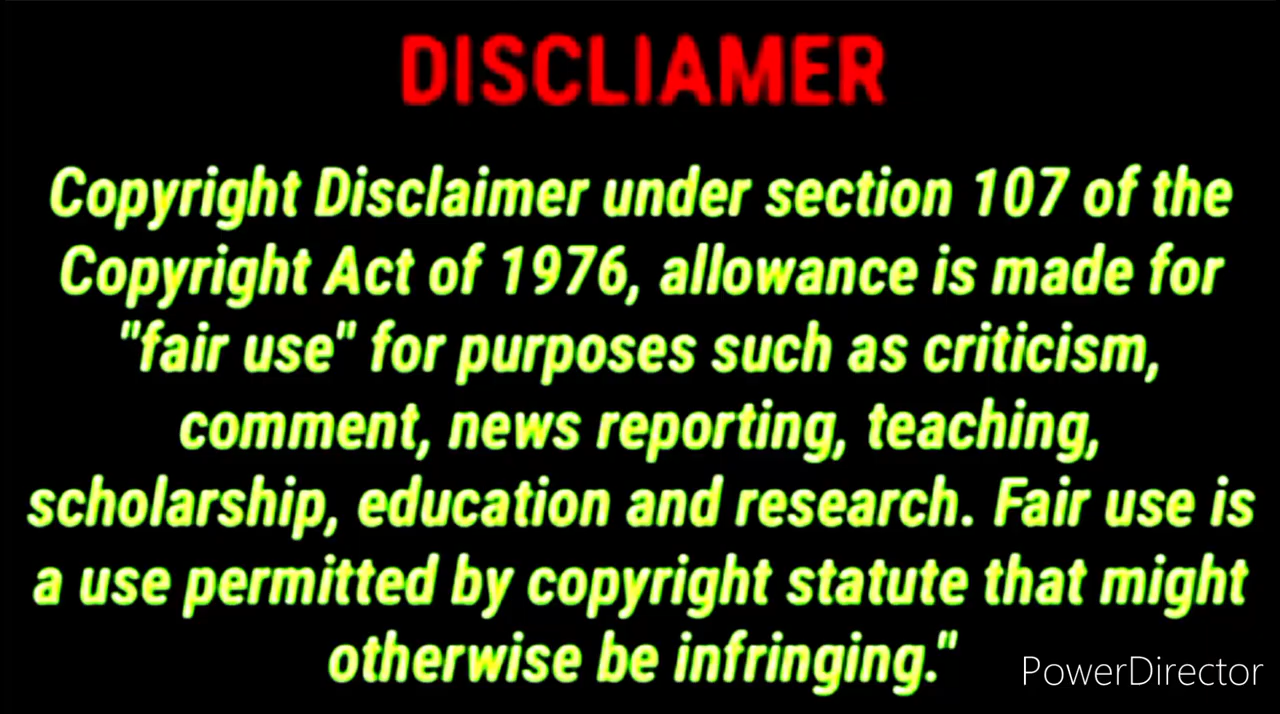 DISCLIAMER
Copyright Disclaimer under section 107 of the
Copyright Act of 1976, allowance is made for
"fair use" for purposes such as criticism,
comment, news reporting, teaching,
scholarship, education and research. Fair use is
a use permitted by copyright statute that might
otherwise be infringing."
PowerDirector